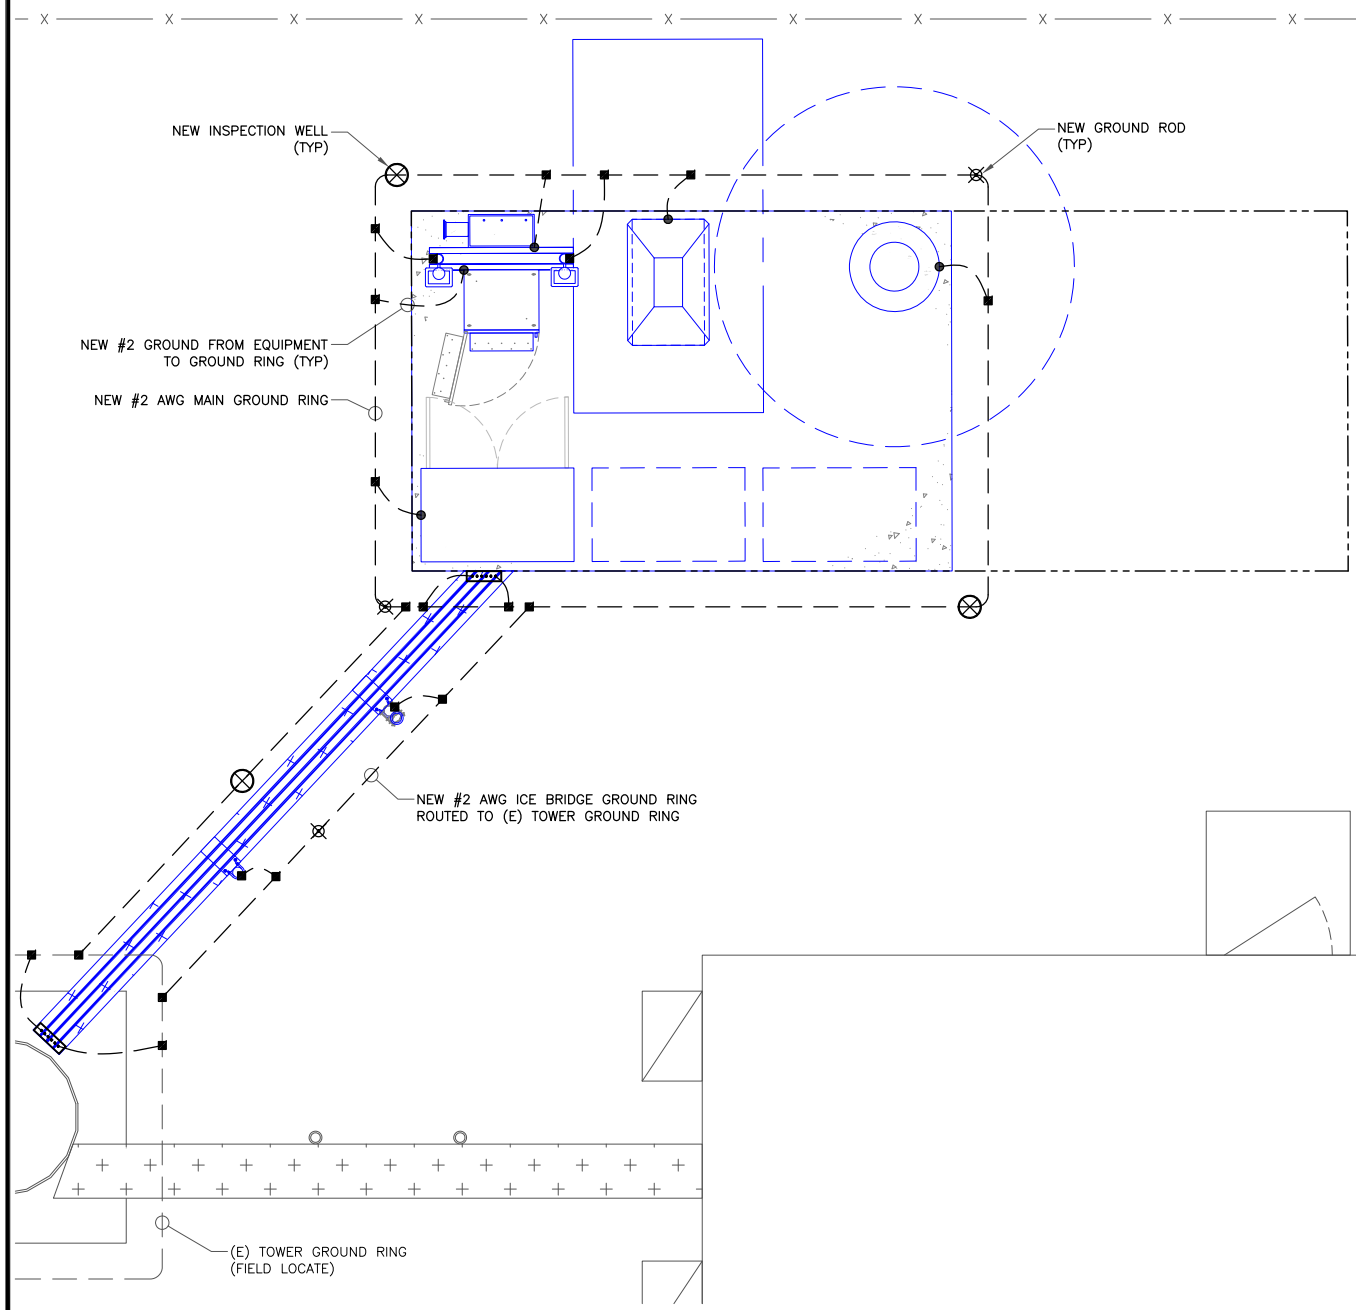 NEW INSPECTION WELL
(TYP)
NEW GROUND ROD
(TYP)
NEW #2 GROUND FROM EQUIPMENT
TO GROUND RING (TYP)
NEW #2 AWG MAIN GROUND RING
NEW #2 AWG ICE BRIDGE GROUND RING
ROUTED TO (E) TOWER GROUND RING
(E) TOWER GROUND RING
(FIELD LOCATE)